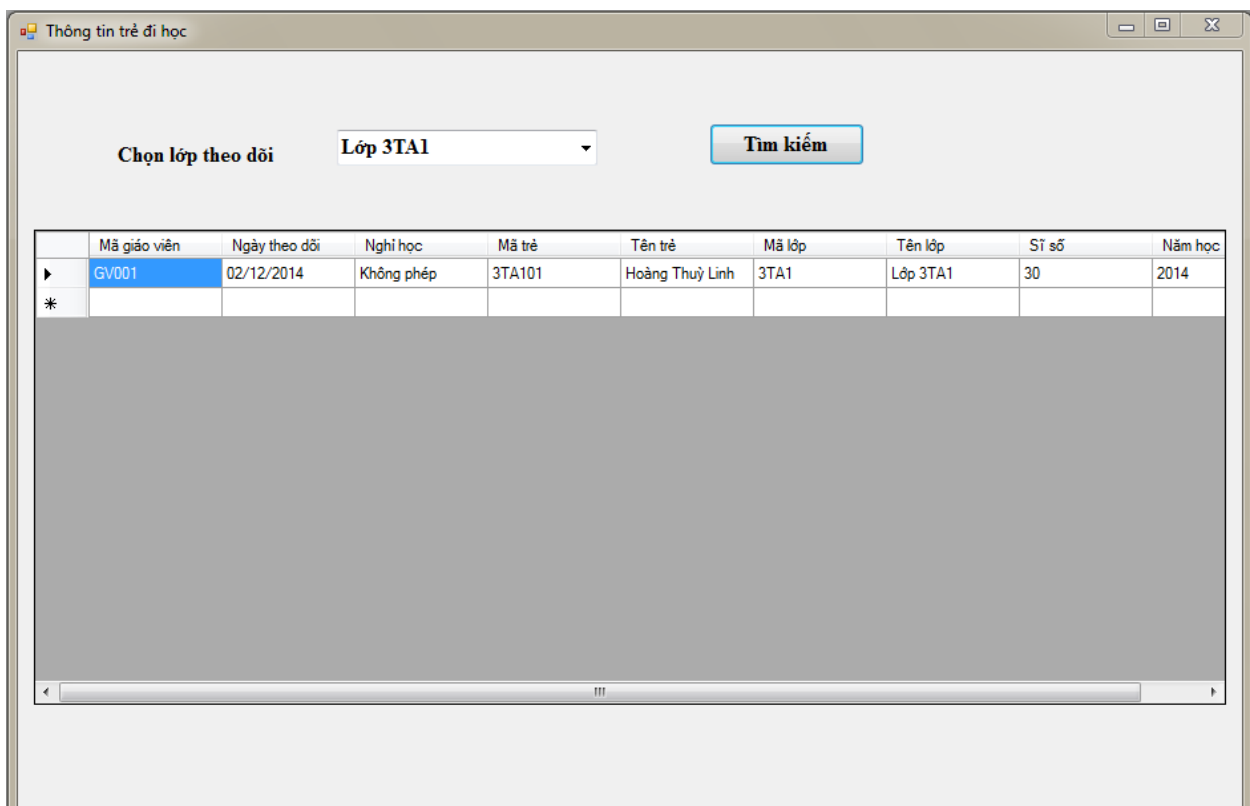 Thông tin trẻ đi học
Chọn lớp theo dõi Lớp 3TA1 Tìm kiếm
Mã giáo viên Ngày theo dõi Nghỉ học Mã trẻ Tên trẻ Mã lớp Tên lớp Sĩ số Năm học
GV001 02/12/2014 Không phép 3TA101 Hoàng Thuỳ Linh 3TA1 Lớp 3TA1 30 2014